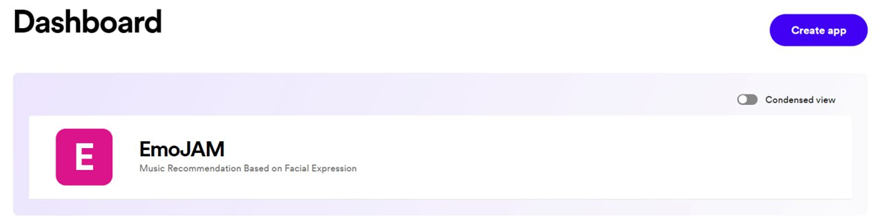 Dashboard
Create app
Condensed view
E
EmoJAM
Music Recommendation Based on Facial Expression